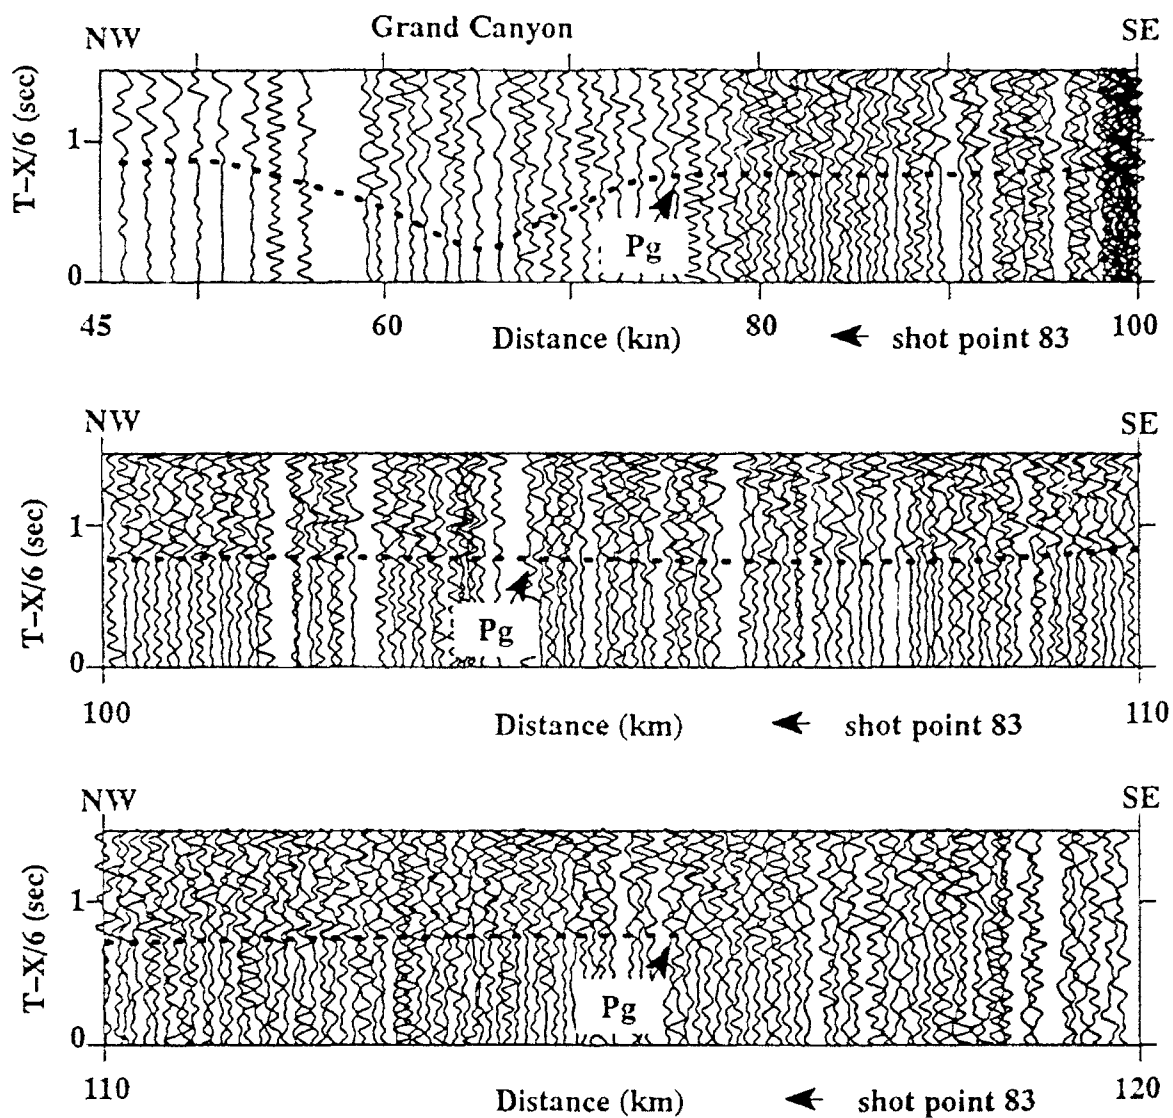 Grand Canyon
NW SE
T–X/6 (sec)
1
0
Pg
45 60 80 100
Distance (km) shot point 83
NW SE
T–X/6 (sec)
1
0
Pg
100 110
Distance (km) shot point 83
NW SE
T–X/6 (sec)
1
0
Pg
110 120
Distance (km) shot point 83